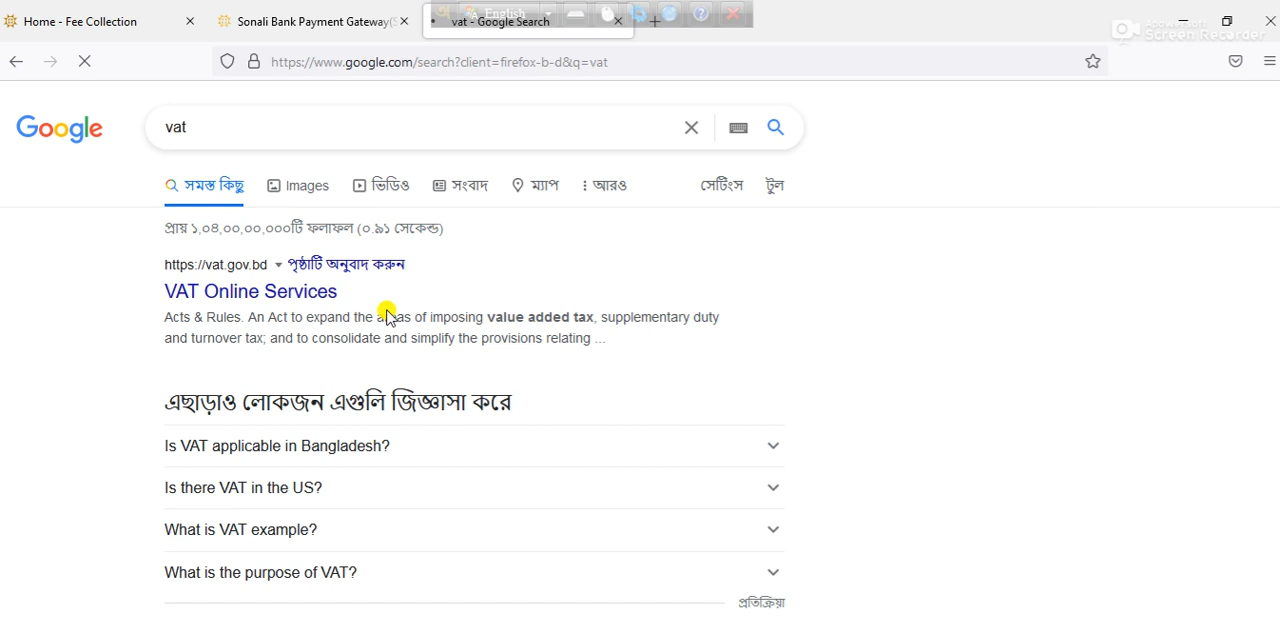 Home - Fee Collection
Sonali Bank Payment Gateway(S
vat - Google Search
English
Screen Recorder
https://www.google.com/search?client=firefox-b-d&q=vat
Google
vat
সমস্ত কিছু
Images
ভিডিও
সংবাদ
ম্যাপ
আরও
সেটিংস
টুল
প্রায় ১,০৪,০০,০০,০০০টি ফলাফল (০.৯১ সেকেন্ড)
https://vat.gov.bd পৃষ্ঠাটি অনুবাদ করুন
VAT Online Services
Acts & Rules. An Act to expand the areas of imposing value added tax, supplementary duty
and turnover tax; and to consolidate and simplify the provisions relating ...
এছাড়াও লোকজন এগুলি জিজ্ঞাসা করে
Is VAT applicable in Bangladesh?
Is there VAT in the US?
What is VAT example?
What is the purpose of VAT?
প্রতিক্রিয়া